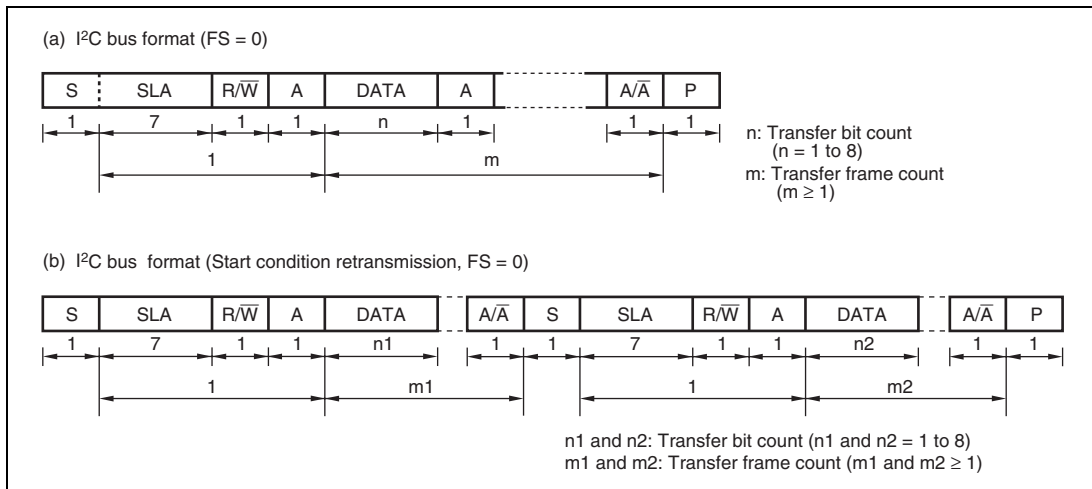 (a) I²C bus format (FS = 0)
S SLA R/W̅ A DATA A A/A̅ P
1 7 1 1 n 1 1 1
1 m
n: Transfer bit count
(n = 1 to 8)
m: Transfer frame count
(m ≥ 1)
(b) I²C bus format (Start condition retransmission, FS = 0)
S SLA R/W̅ A DATA A/A̅ S SLA R/W̅ A DATA A/A̅ P
1 7 1 1 n1 1 1 7 1 1 n2 1 1
1 m1 1 m2
n1 and n2: Transfer bit count (n1 and n2 = 1 to 8)
m1 and m2: Transfer frame count (m1 and m2 ≥ 1)